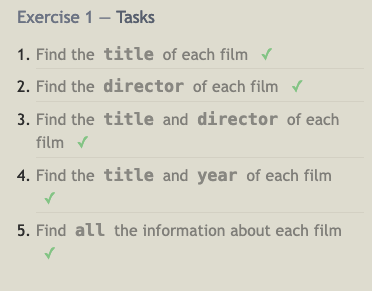 Exercise 1 — Tasks
1. Find the title of each film ✓
2. Find the director of each film ✓
3. Find the title and director of each
film ✓
4. Find the title and year of each film
✓
5. Find all the information about each film
✓